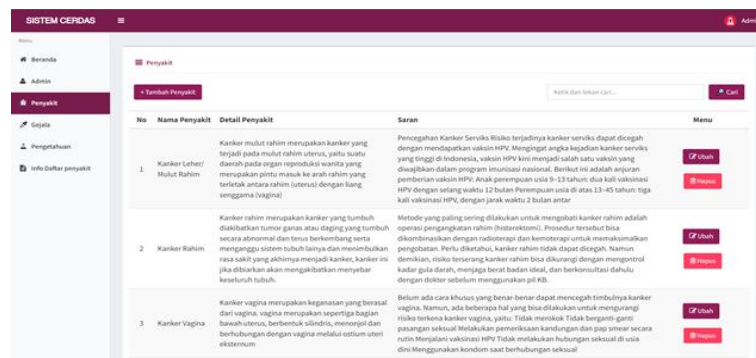 SISTEM CERDAS
Admi
Menu
Beranda
Admin
Penyakit
Gejala
Pengetahuan
Info Daftar penyakit
Penyakit
+Tambah Penyakit
Ketik dan tekan cari...
Cari
No Nama Penyakit Detail Penyakit Saran Menu
1
Kanker Leher/
Mulut Rahim
Kanker mulut rahim merupakan kanker yang
terjadi pada mulut rahim uterus, yaitu suatu
daerah pada organ reproduksi wanita yang
merupakan pintu masuk ke arah rahim yang
terletak antara rahim (uterus) dengan liang
senggama (vagina)
Pencegahan Kanker Serviks Risiko terjadinya kanker serviks dapat dicegah
dengan mendapatkan vaksin HPV. Mengingat angka kejadian kanker serviks
yang tinggi di Indonesia, vaksin HPV kini menjadi salah satu vaksin yang
diwajibkan dalam program imunisasi nasional. Berikut ini adalah anjuran
pemberian vaksin HPV: Anak perempuan usia 9–13 tahun: dua kali vaksinasi
HPV dengan selang waktu 12 bulan Perempuan usia di atas 13–45 tahun: tiga
kali vaksinasi HPV, dengan jarak waktu 2 bulan antar
Ubah
Hapus
2
Kanker Rahim
Kanker rahim merupakan kanker yang tumbuh
diakibatkan tumor ganas atau daging yang tumbuh
secara abnormal dan terus berkembang serta
menganggu sistem tubuh lainya dan menimbulkan
rasa sakit yang akhirnya menjadi kanker, kanker ini
jika dibiarkan akan mengakibatkan menyebar
keseluruh tubuh.
Metode yang paling sering dilakukan untuk mengobati kanker rahim adalah
operasi pengangkatan rahim (histerektomi). Prosedur tersebut bisa
dikombinasikan dengan radioterapi dan kemoterapi untuk memaksimalkan
pengobatan. Perlu diketahui, kanker rahim tidak dapat dicegah. Namun
demikian, risiko terserang kanker rahim bisa dikurangi dengan mengontrol
kadar gula darah, menjaga berat badan ideal, dan berkonsultasi dahulu
dengan dokter sebelum menggunakan pil KB.
Ubah
Hapus
3
Kanker Vagina
Kanker vagina merupakan keganasan yang berasal
dari vagina. vagina merupakan sepertiga bagian
bawah uterus, berbentuk silindris, menonjol dan
berhubungan dengan vagina melalui ostium uteri
eksternum
Belum ada cara khusus yang benar-benar dapat mencegah timbulnya kanker
vagina. Namun, ada beberapa hal yang bisa dilakukan untuk mengurangi
risiko terkena kanker vagina, yaitu: Tidak merokok Tidak berganti-ganti
pasangan seksual Melakukan pemeriksaan kandungan dan pap smear secara
rutin Menjalani vaksinasi HPV Tidak melakukan hubungan seksual di usia
dini Menggunakan kondom saat berhubungan seksual
Ubah
Hapus